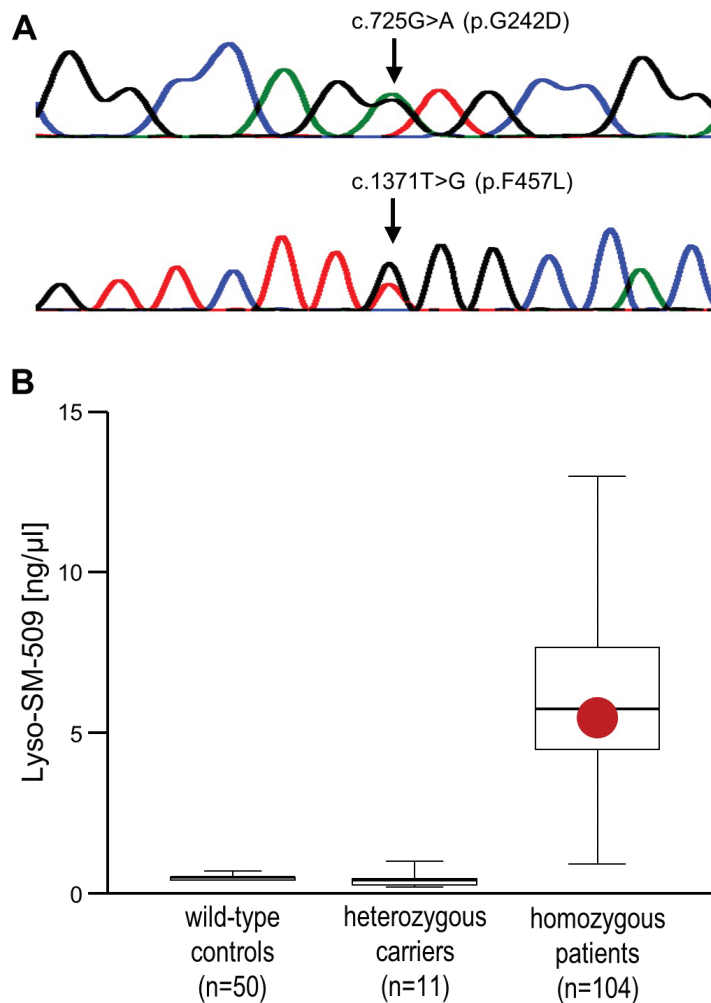 A
c.725G>A (p.G242D)
c.1371T>G (p.F457L)
B
15
10
5
0
Lyso-SM-509 [ng/µl]
wild-type
controls
(n=50)
heterozygous
carriers
(n=11)
homozygous
patients
(n=104)